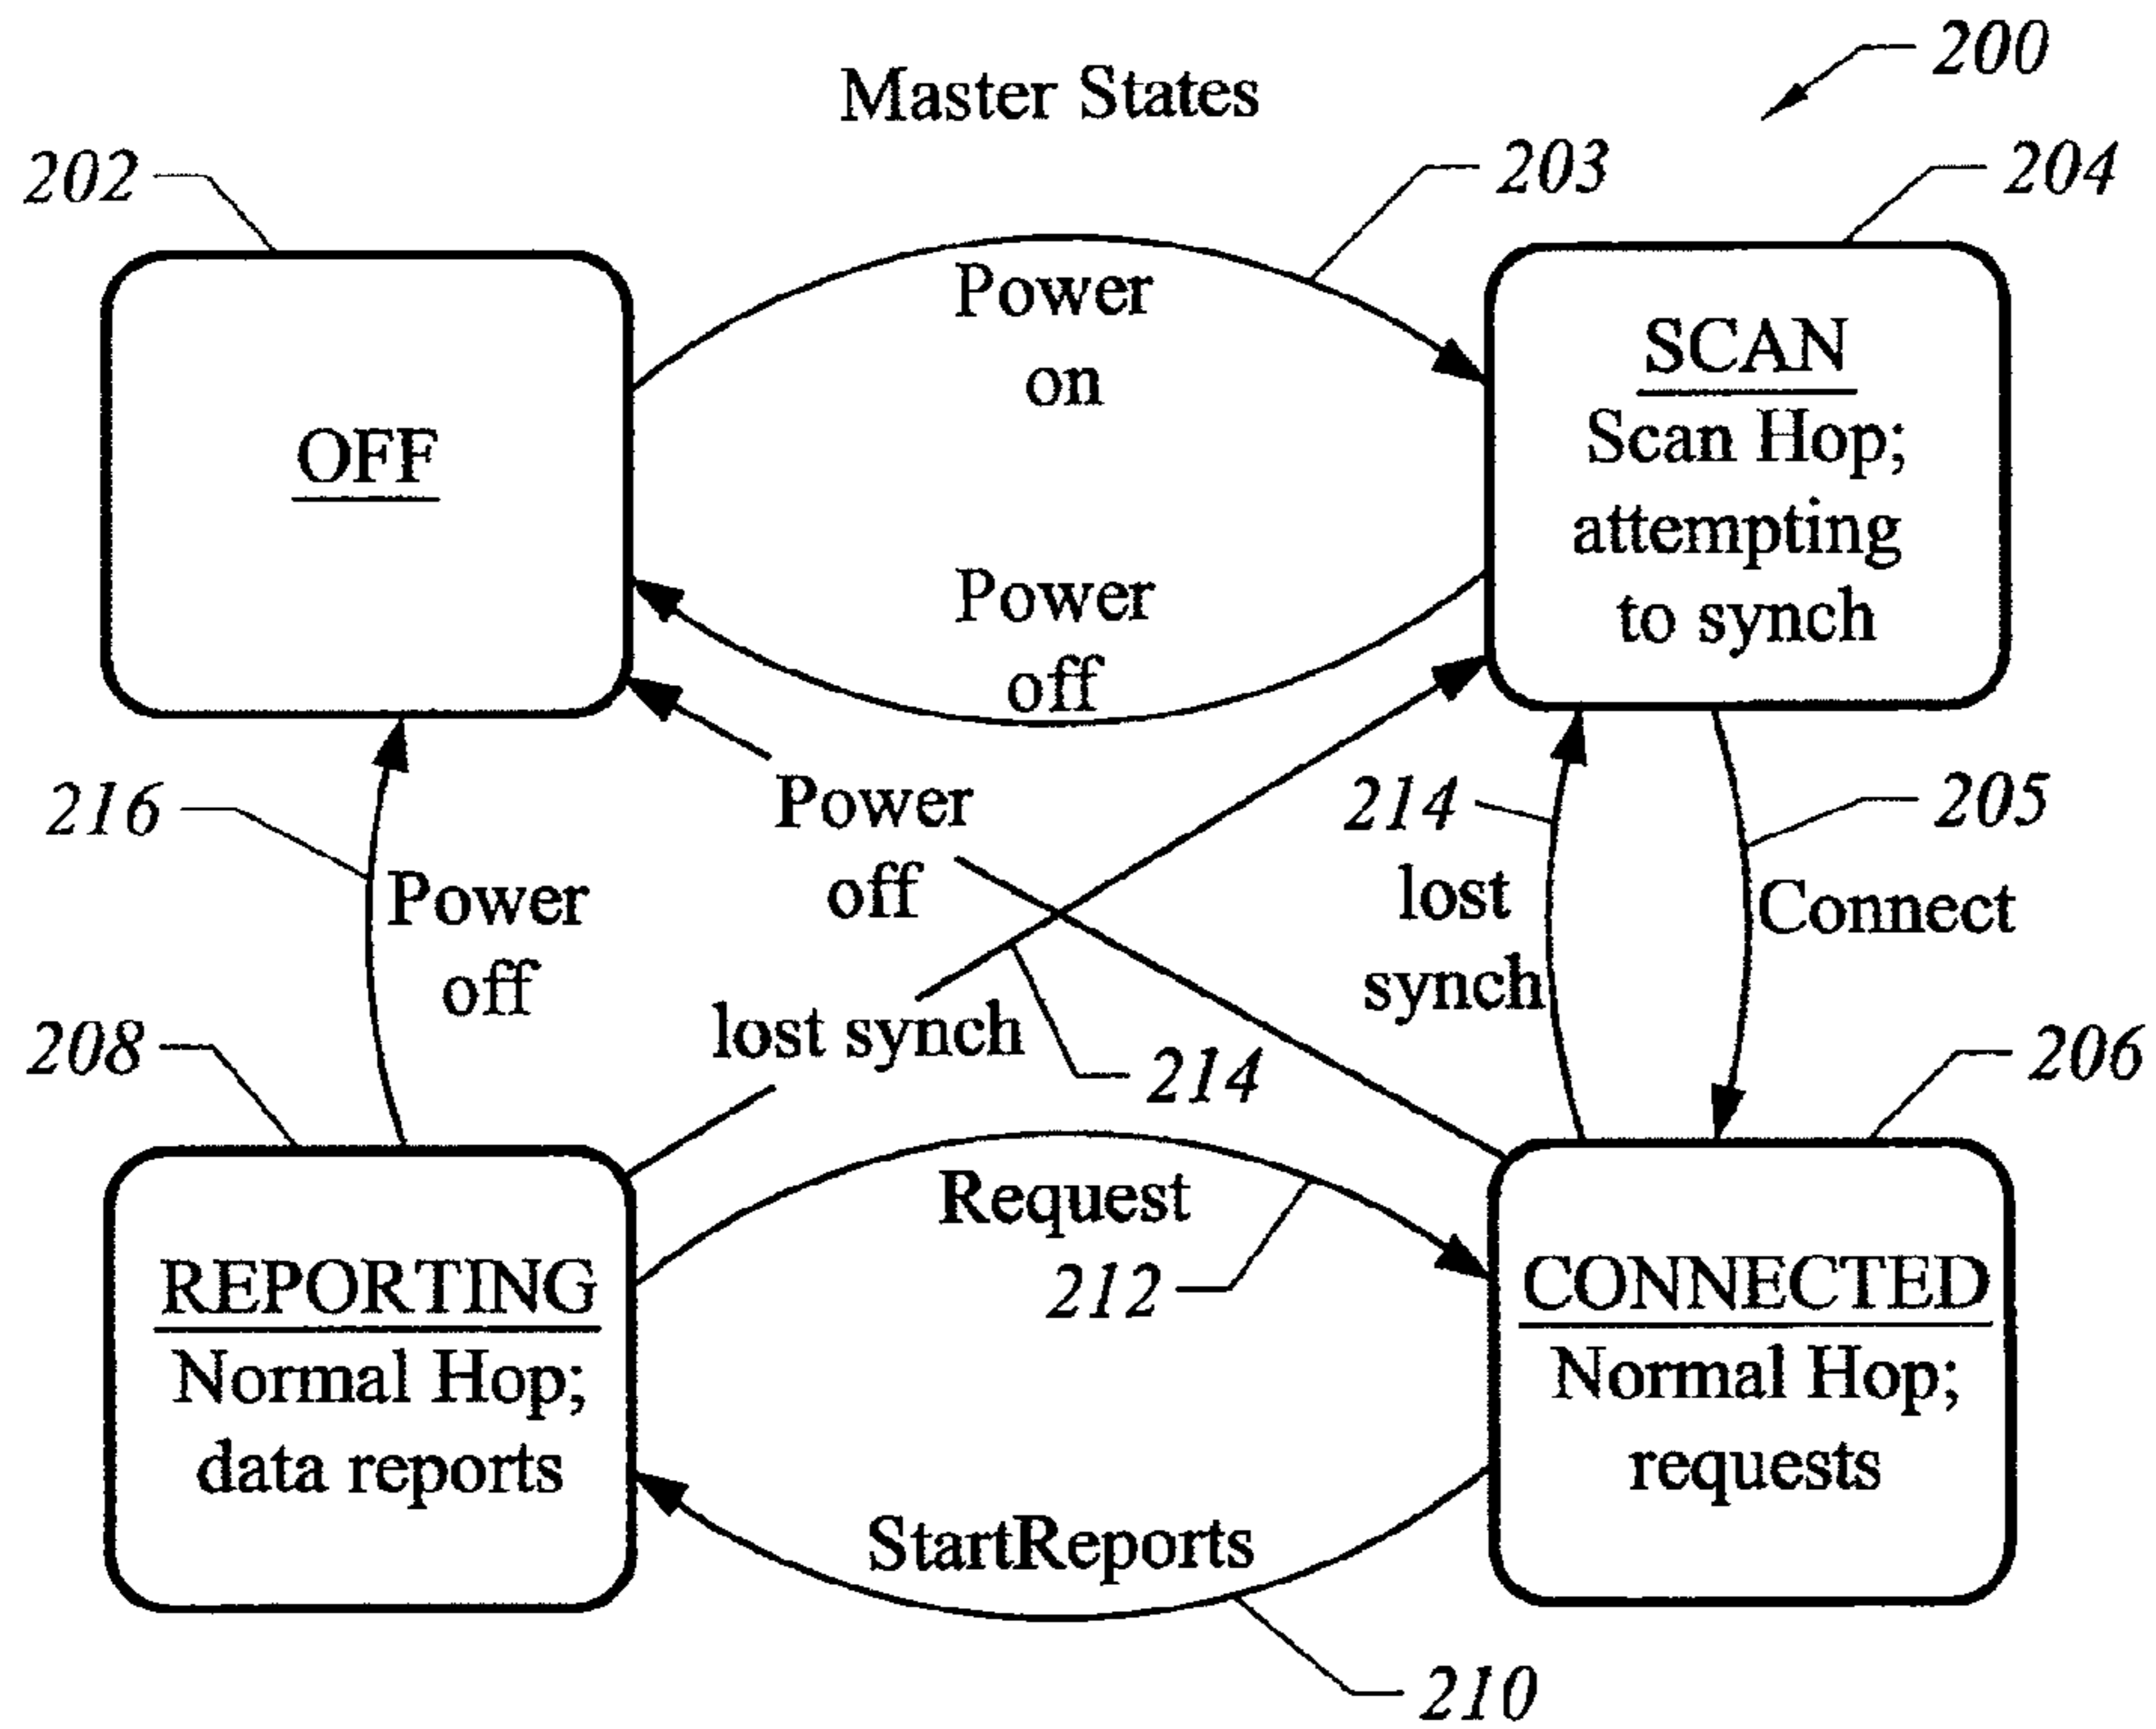 200
Master States
202
203
204
Power
on
OFF
SCAN
Scan Hop;
attempting
to synch
Power
off
216
Power
off
Power
off
214
lost
synch
205
Connect
208
lost synch
214
206
Request
212
REPORTING
Normal Hop;
data reports
CONNECTED
Normal Hop;
requests
StartReports
210